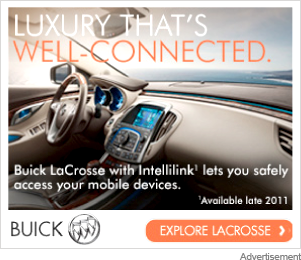 LUXURY THAT'S
WELL-CONNECTED.
Buick LaCrosse with Intellilink¹ lets you safely
access your mobile devices.
¹Available late 2011
BUICK
EXPLORE LACROSSE
Advertisement